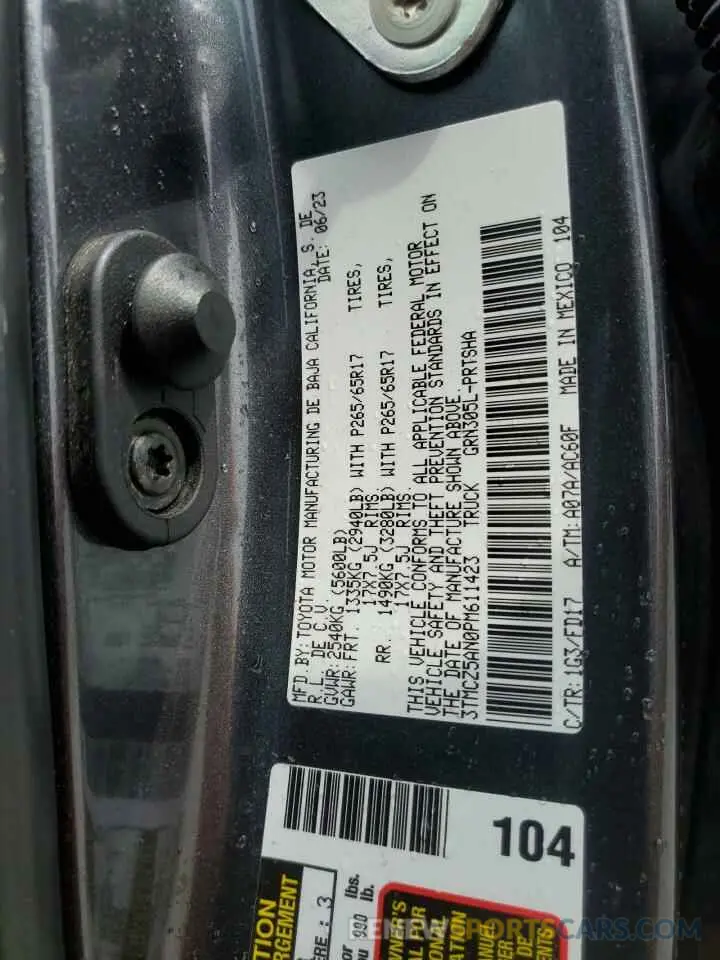 MFD.BY: TOYOTA MOTOR MANUFACTURING DE BAJA CALIFORNIA, S. DE
R.L. DE C.V. DATE: 06/23
GVWR: 2540KG (5600LB)
GAWR: FRT. 1335KG (2940LB) WITH P265/65R17 TIRES,
17X7.5J RIMS
RR. 1490KG (3280LB) WITH P265/65R17 TIRES,
17X7.5J RIMS
THIS VEHICLE CONFORMS TO ALL APPLICABLE FEDERAL MOTOR
VEHICLE SAFETY AND THEFT PREVENTION STANDARDS IN EFFECT ON
THE DATE OF MANUFACTURE SHOWN ABOVE.
3TMCZ5AN0PM611423 TRUCK GRN305L-PRTSHA
C/TR: 1G3/FD17 A/TM: A07A/AC60F MADE IN MEXICO 104
104
3
or 990 lbs.
lb.